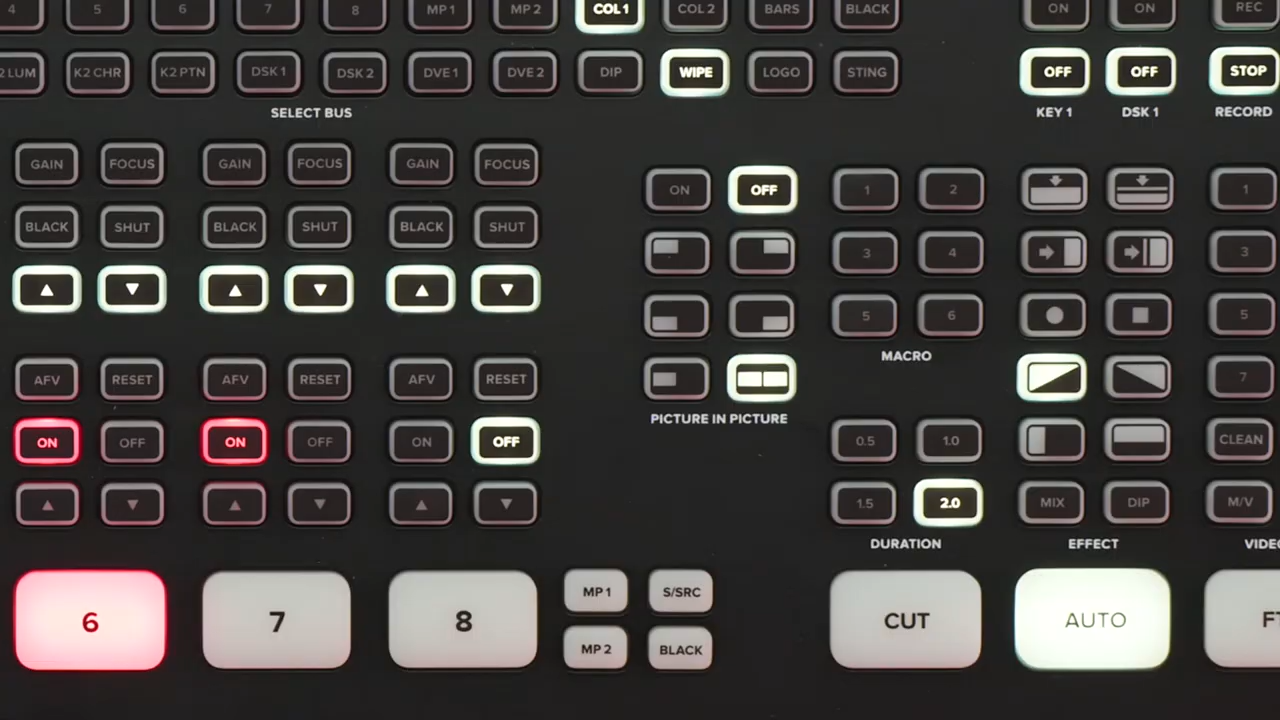 4 5 6 7 8 MP 1 MP 2 COL 1 COL 2 BARS BLACK ON ON REC
2 LUM K2 CHR K2 PTN DSK 1 DSK 2 DVE 1 DVE 2 DIP WIPE LOGO STING OFF OFF STOP
SELECT BUS KEY 1 DSK 1 RECORD
GAIN FOCUS GAIN FOCUS GAIN FOCUS
ON OFF 1 2 1
BLACK SHUT BLACK SHUT BLACK SHUT
3 4 3
5 6 5
MACRO
AFV RESET AFV RESET AFV RESET 7
PICTURE IN PICTURE
ON OFF ON OFF ON OFF 0.5 1.0 CLEAN
1.5 2.0 MIX DIP M/V
DURATION EFFECT VIDEO
6 7 8 MP 1 S/SRC CUT AUTO FT
MP 2 BLACK